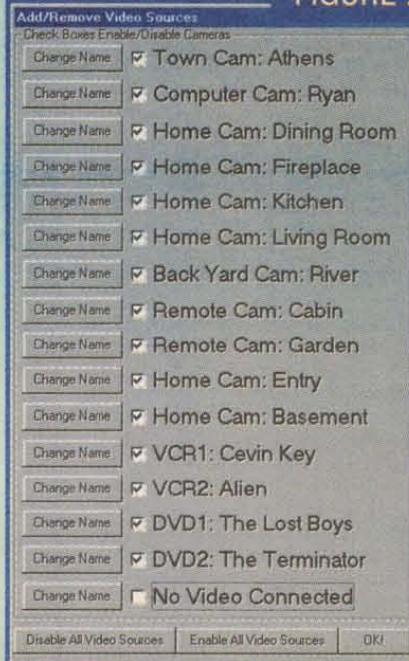 FIGURE
Add/Remove Video Sources
Check Boxes Enable/Disable Cameras
Change Name Town Cam: Athens
Change Name Computer Cam: Ryan
Change Name Home Cam: Dining Room
Change Name Home Cam: Fireplace
Change Name Home Cam: Kitchen
Change Name Home Cam: Living Room
Change Name Back Yard Cam: River
Change Name Remote Cam: Cabin
Change Name Remote Cam: Garden
Change Name Home Cam: Entry
Change Name Home Cam: Basement
Change Name VCR1: Cevin Key
Change Name VCR2: Alien
Change Name DVD1: The Lost Boys
Change Name DVD2: The Terminator
Change Name No Video Connected
Disable All Video Sources Enable All Video Sources OK!